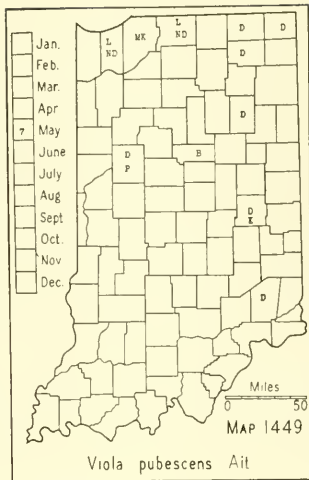 Jan.
Feb.
Mar.
Apr
7 May
June
July
Aug
Sept
Oct.
Nov
Dec.
L
ND
MK
L
ND
D
D
D
D
D
P
B
D
K
D
Miles
0 50
MAP 1449
Viola pubescens Ait